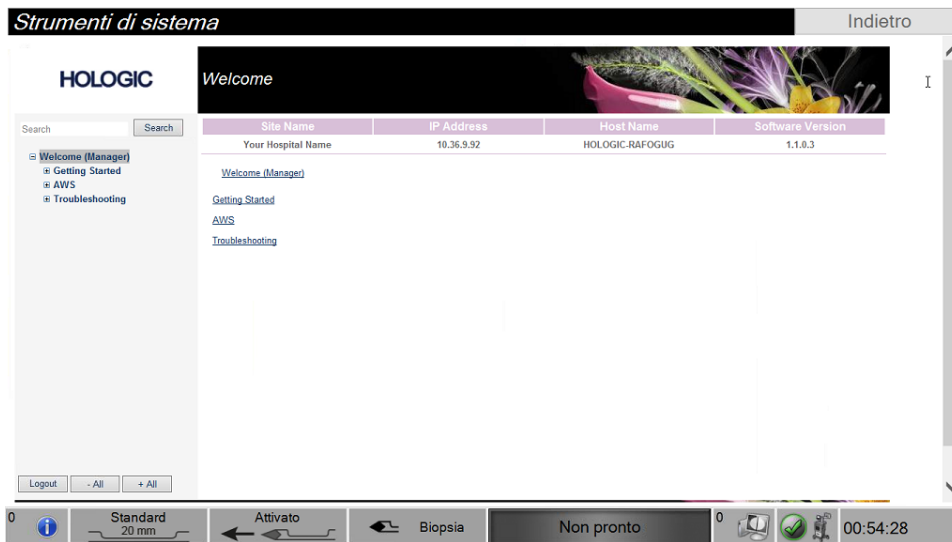 Strumenti di sistema
Indietro
HOLOGIC
Welcome
Search Search
Site Name IP Address Host Name Software Version
Your Hospital Name 10.36.9.92 HOLOGIC-RAFOGUG 1.1.0.3
Welcome (Manager)
Getting Started
AWS
Troubleshooting
Welcome (Manager)
Getting Started
AWS
Troubleshooting
Logout - All + All
0
Standard
20 mm
Attivato
Biopsia
Non pronto
0
00:54:28